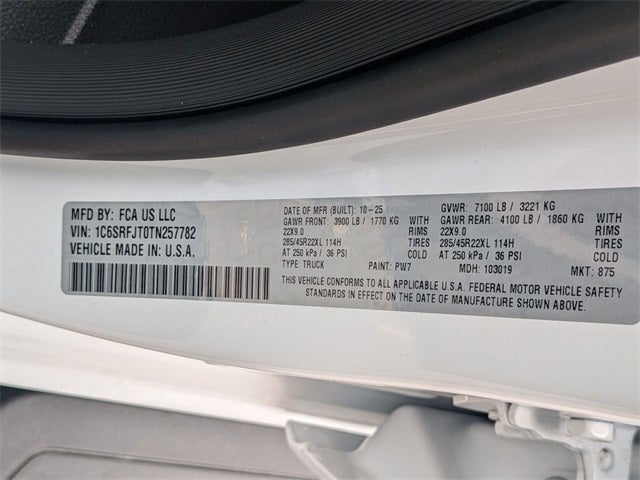 MFD BY: FCA US LLC
VIN: 1C6SRFJT0TN257782
VEHICLE MADE IN U.S.A.
DATE OF MFR (BUILT): 10-25
GAWR FRONT: 3900 LB / 1770 KG WITH
22X9.0 RIMS
285/45R22XL 114H TIRES
AT 250 kPa / 36 PSI COLD
TYPE: TRUCK PAINT: PW7
GVWR: 7100 LB / 3221 KG
GAWR REAR: 4100 LB / 1860 KG WITH
22X9.0 RIMS
285/45R22XL 114H TIRES
AT 250 kPa / 36 PSI COLD
MDH: 103019 MKT: 875
THIS VEHICLE CONFORMS TO ALL APPLICABLE U.S.A. FEDERAL MOTOR VEHICLE SAFETY
STANDARDS IN EFFECT ON THE DATE OF MANUFACTURE SHOWN ABOVE.